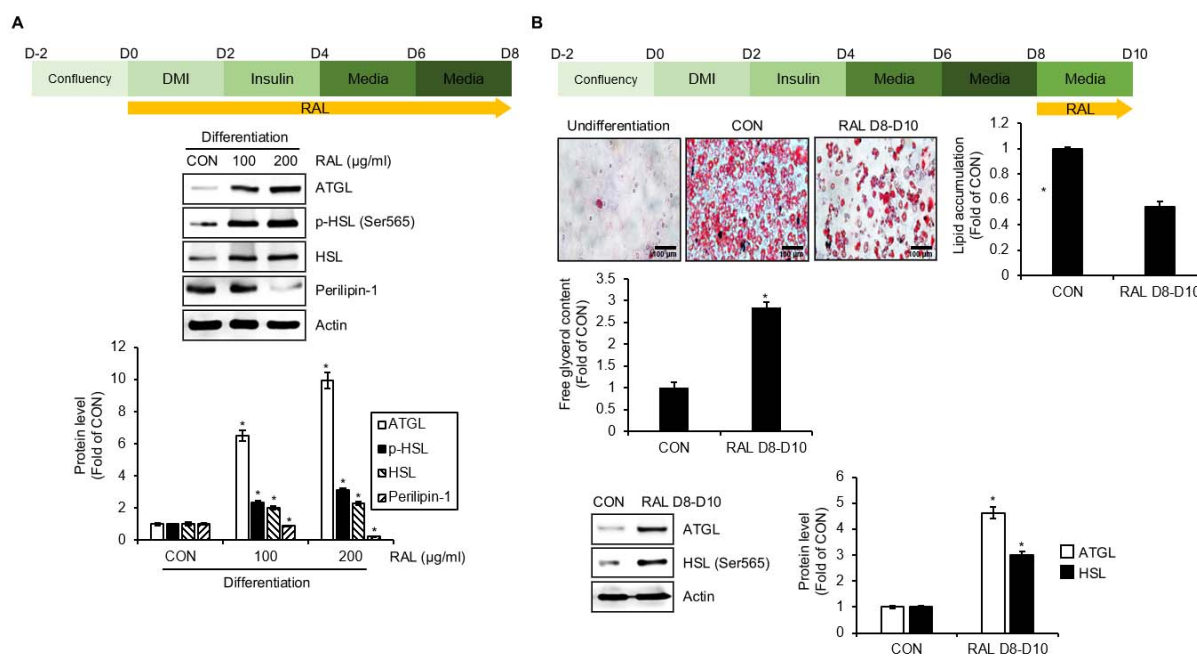 A
D-2 D0 D2 D4 D6 D8
Confluency DMI Insulin Media Media
RAL
Differentiation
CON 100 200 RAL (µg/ml)
ATGL
p-HSL (Ser565)
HSL
Perilipin-1
Actin
Protein level
(Fold of CON)
12
10
8
6
4
2
0
* * * * * * * *
ATGL
p-HSL
HSL
Perilipin-1
CON 100 200 RAL (µg/ml)
Differentiation
B
D-2 D0 D2 D4 D6 D8 D10
Confluency DMI Insulin Media Media Media
RAL
Undifferentiation CON RAL D8-D10
100 µm 100 µm 100 µm
Lipid accumulation
(Fold of CON)
1.2
1
0.8
0.6
0.4
0.2
0
*
CON RAL D8-D10
Free glycerol content
(Fold of CON)
3.5
3
2.5
2
1.5
1
0.5
0
*
CON RAL D8-D10
CON RAL D8-D10
ATGL
HSL (Ser565)
Actin
Protein level
(Fold of CON)
6
5
4
3
2
1
0
* *
ATGL
HSL
CON RAL D8-D10